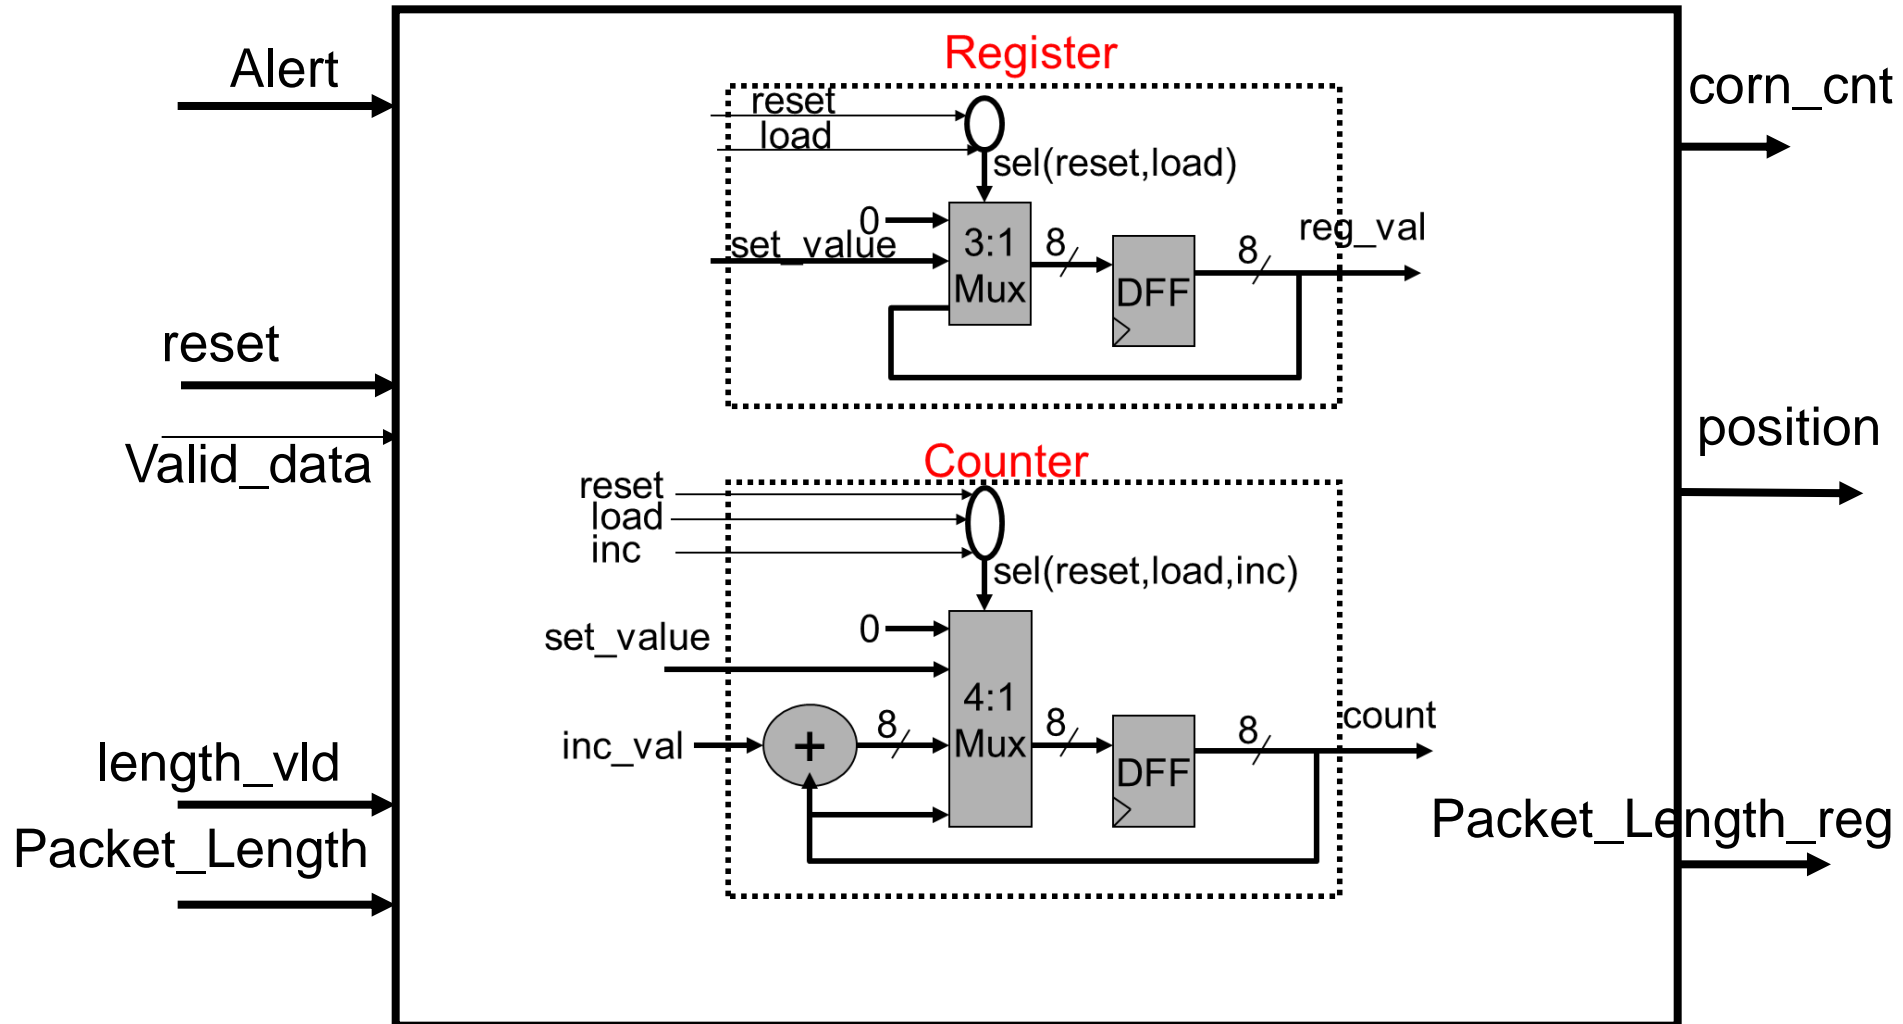 Alert
reset
Valid_data
length_vld
Packet_Length
Register
reset
load
sel(reset,load)
0
set_value
3:1
Mux
8
DFF
8
reg_val
Counter
reset
load
inc
sel(reset,load,inc)
0
set_value
inc_val
+
8
4:1
Mux
8
DFF
8
count
corn_cnt
position
Packet_Length_reg